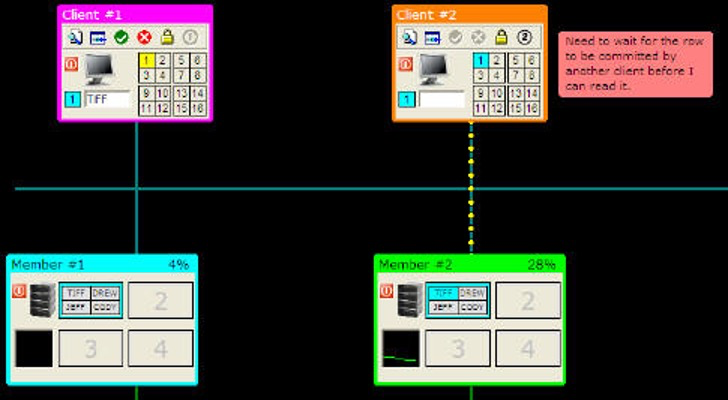 Client #1
1 2 5 6
3 4 7 8
9 10 13 14
11 12 15 16
1 TIFF
Client #2
2
1 2 5 6
3 4 7 8
9 10 13 14
11 12 15 16
1
Need to wait for the row
to be committed by
another client before I
can read it.
Member #1 4%
TIFF DREW
JEFF CODY
2
3 4
Member #2 28%
TIFF DREW
JEFF CODY
2
3 4